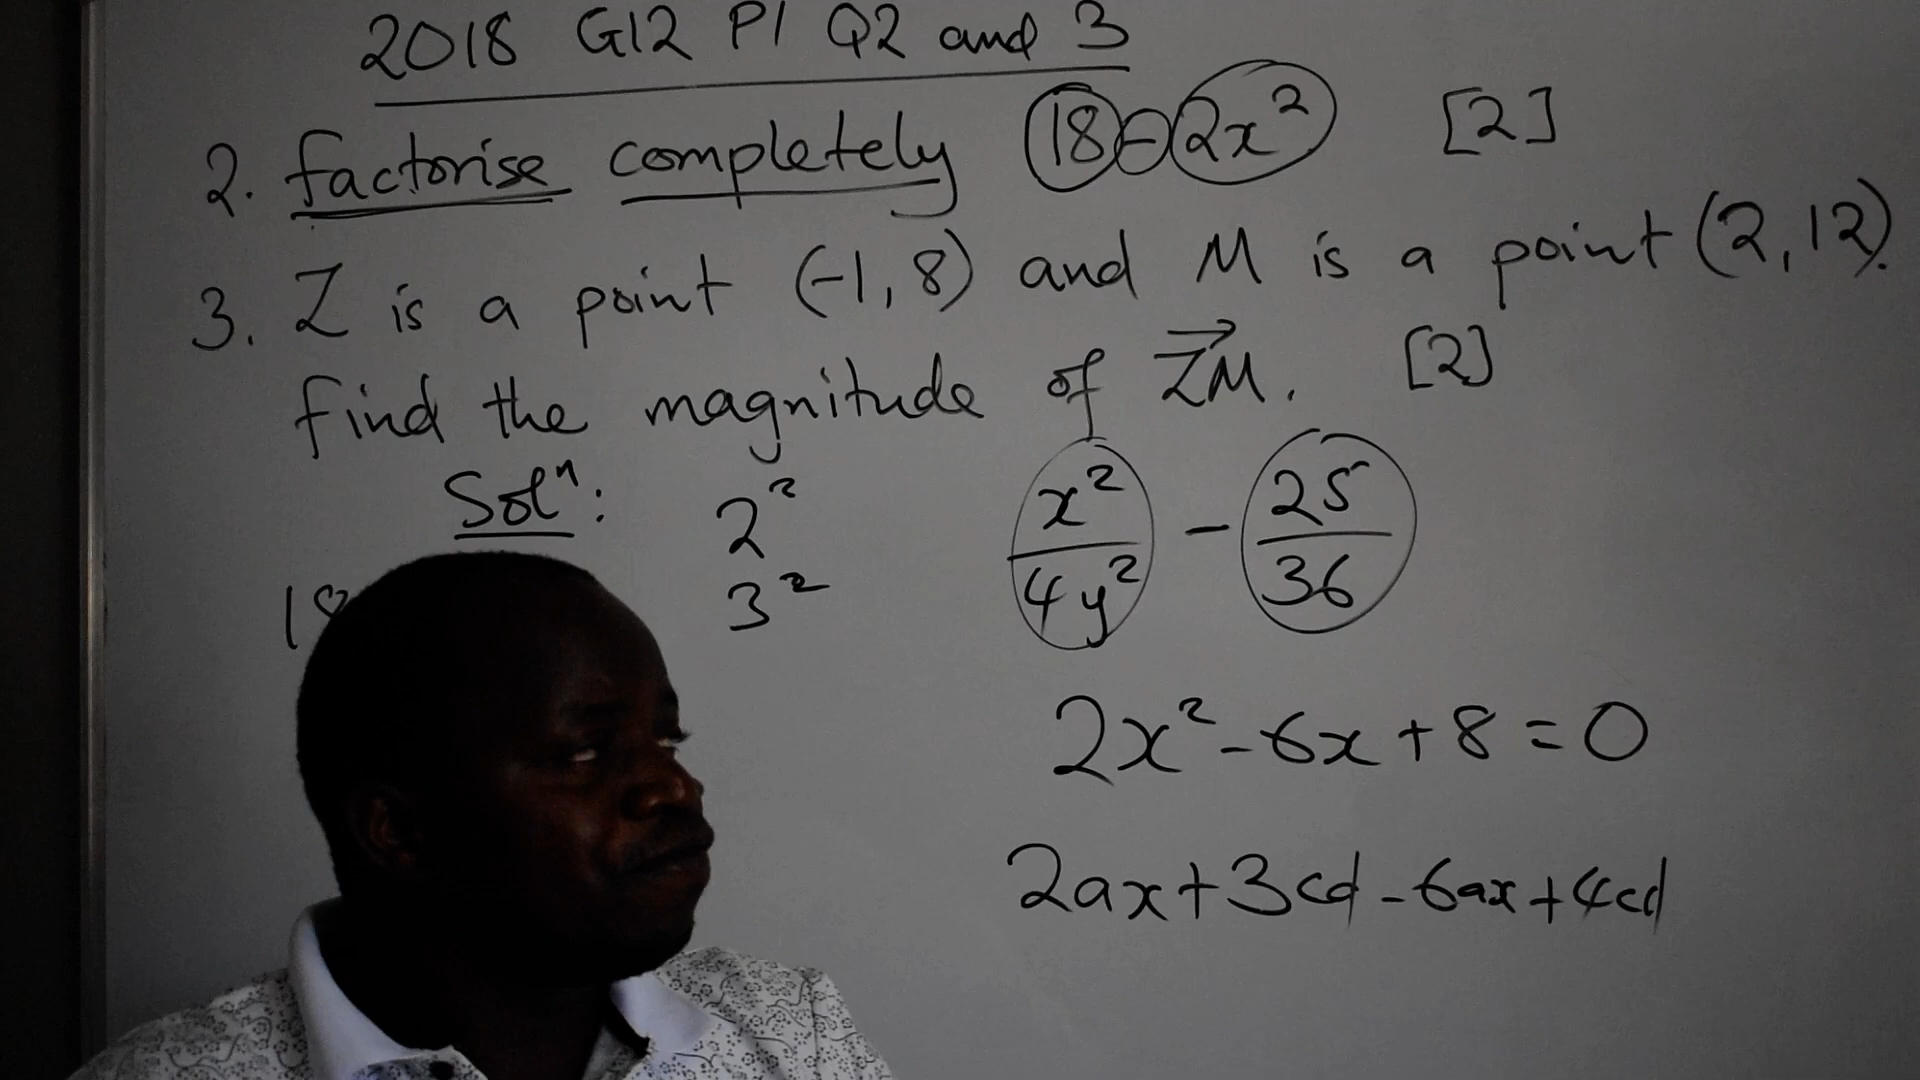 2018 G12 P1 Q2 and 3
2. factorise completely 18-2x² [2]
3. Z is a point (-1,8) and M is a point (2,12).
find the magnitude of ZM→. [2]
Solⁿ:
2²
3²
x²/4y² - 25/36
18
2x²-6x+8=0
2ax+3cd-6ax+4cd